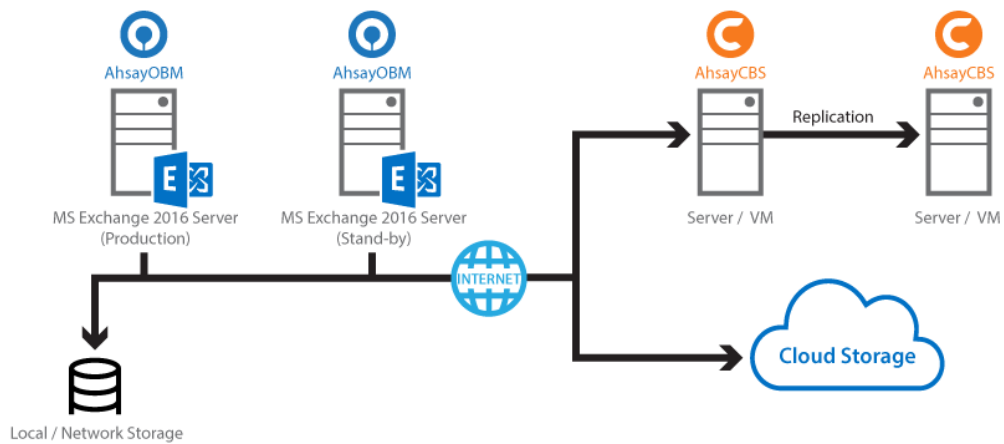 AhsayOBM
AhsayOBM
AhsayCBS
AhsayCBS
Replication
E
E
MS Exchange 2016 Server
(Production)
MS Exchange 2016 Server
(Stand-by)
Server / VM
Server / VM
INTERNET
Cloud Storage
Local / Network Storage